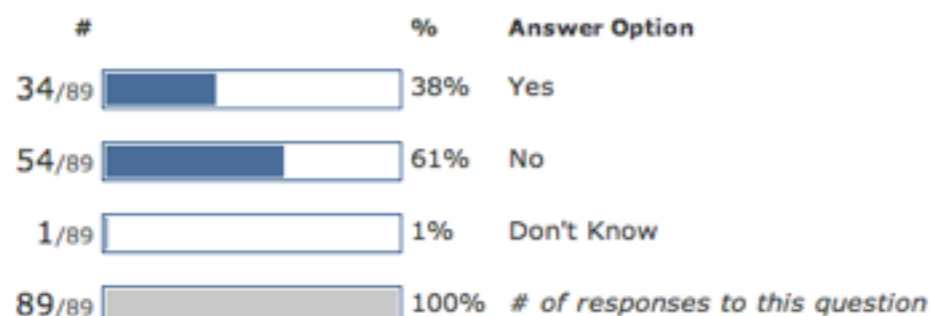 # % Answer Option
34/89 38% Yes
54/89 61% No
1/89 1% Don't Know
89/89 100% # of responses to this question